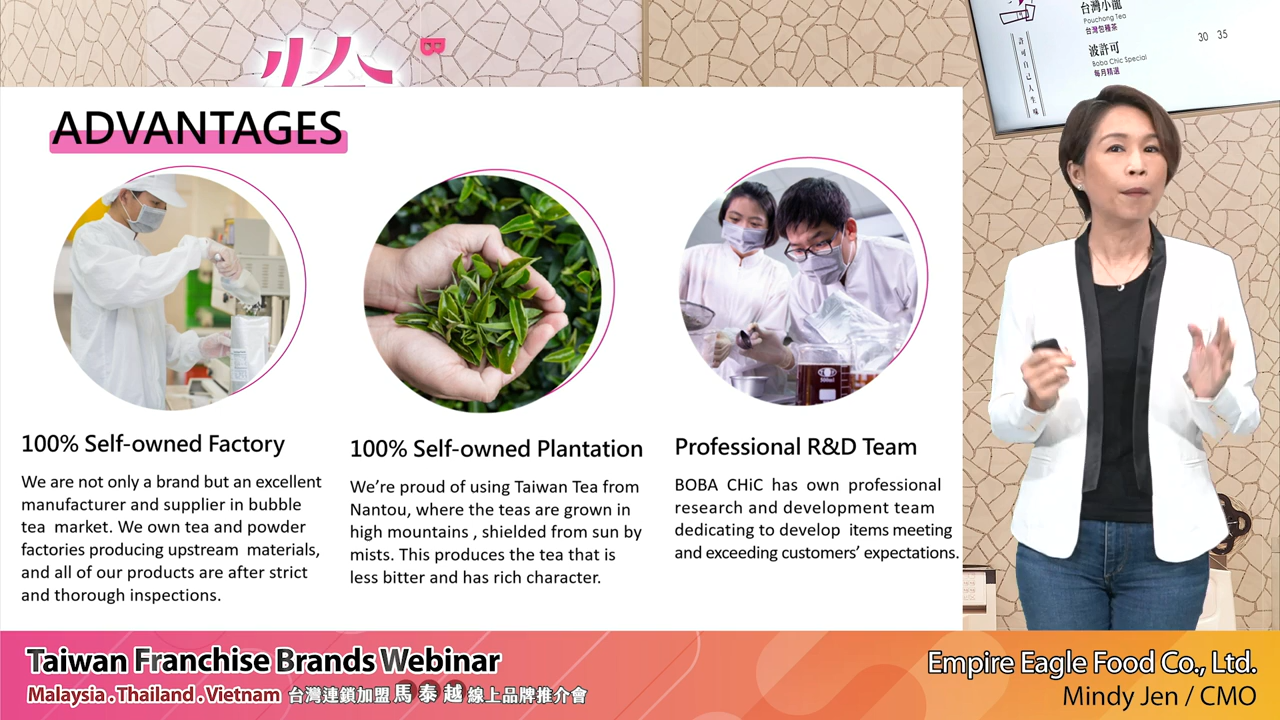 B
台灣小龍
Pouchong Tea
台灣包種茶
30 35
波許可
Boba Chic Special
每月精選
許可自己人生味
ADVANTAGES
100% Self-owned Factory
We are not only a brand but an excellent
manufacturer and supplier in bubble
tea market. We own tea and powder
factories producing upstream materials,
and all of our products are after strict
and thorough inspections.
100% Self-owned Plantation
We’re proud of using Taiwan Tea from
Nantou, where the teas are grown in
high mountains , shielded from sun by
mists. This produces the tea that is
less bitter and has rich character.
Professional R&D Team
BOBA CHiC has own professional
research and development team
dedicating to develop items meeting
and exceeding customers’ expectations.
Taiwan Franchise Brands Webinar
Malaysia . Thailand . Vietnam 台灣連鎖加盟馬泰越線上品牌推介會
Empire Eagle Food Co., Ltd.
Mindy Jen / CMO